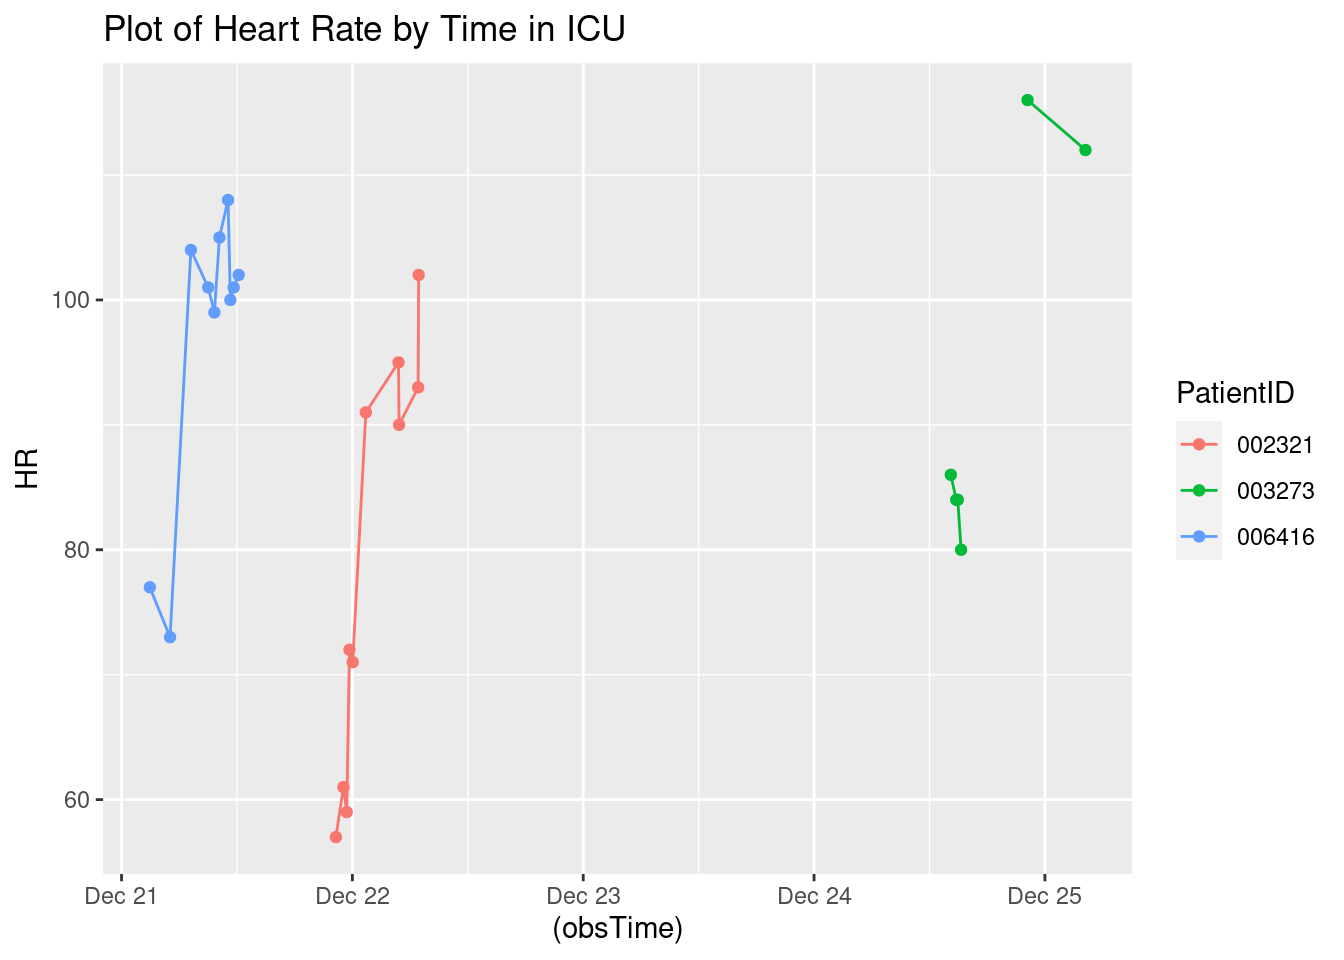 Plot of Heart Rate by Time in ICU
HR
100
80
60
Dec 21
Dec 22
Dec 23
Dec 24
Dec 25
(obsTime)
PatientID
002321
003273
006416